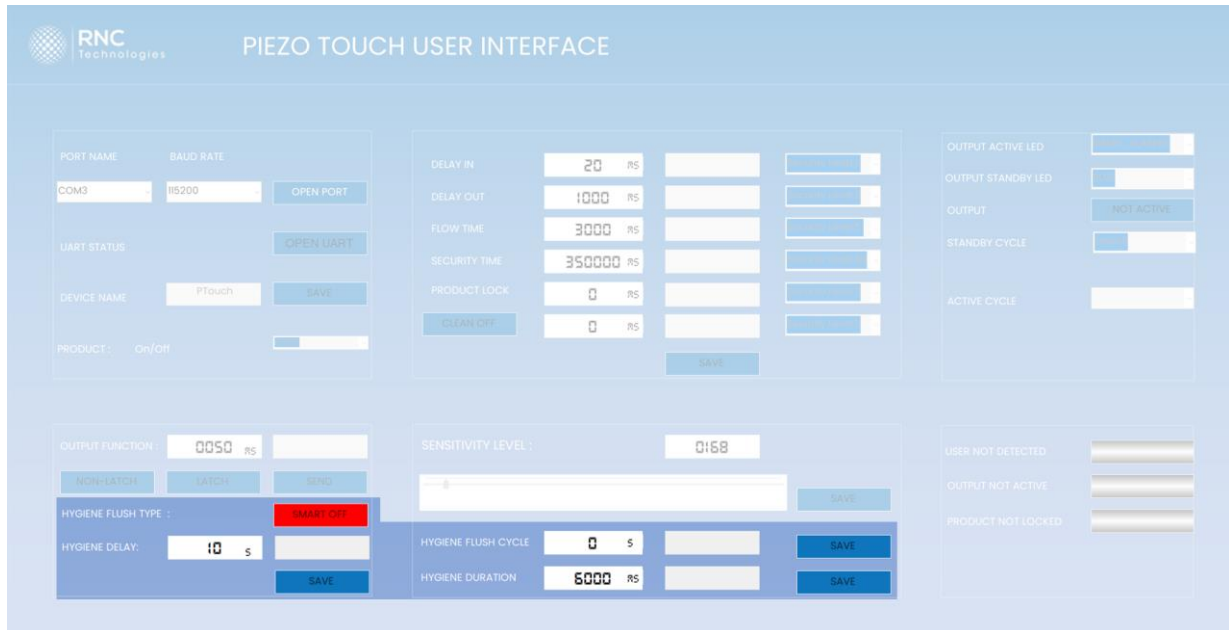 RNC
Technologies
PIEZO TOUCH USER INTERFACE
PORT NAME BAUD RATE
COM3 115200 OPEN PORT
UART STATUS OPEN UART
DEVICE NAME PTouch SAVE
PRODUCT : On/Off
DELAY IN 20 mS
DELAY OUT 1000 mS
FLOW TIME 3000 mS
SECURITY TIME 350000 mS
PRODUCT LOCK 0 mS
CLEAN OFF 0 mS
SAVE
OUTPUT ACTIVE LED
OUTPUT STANDBY LED
OUTPUT NOT ACTIVE
STANDBY CYCLE
ACTIVE CYCLE
OUTPUT FUNCTION : 0050 mS
NON-LATCH LATCH SEND
HYGIENE FLUSH TYPE : SMART OFF
HYGIENE DELAY: 10 S
SAVE
SENSITIVITY LEVEL : 0168
SAVE
HYGIENE FLUSH CYCLE 0 S SAVE
HYGIENE DURATION 6000 mS SAVE
USER NOT DETECTED
OUTPUT NOT ACTIVE
PRODUCT NOT LOCKED